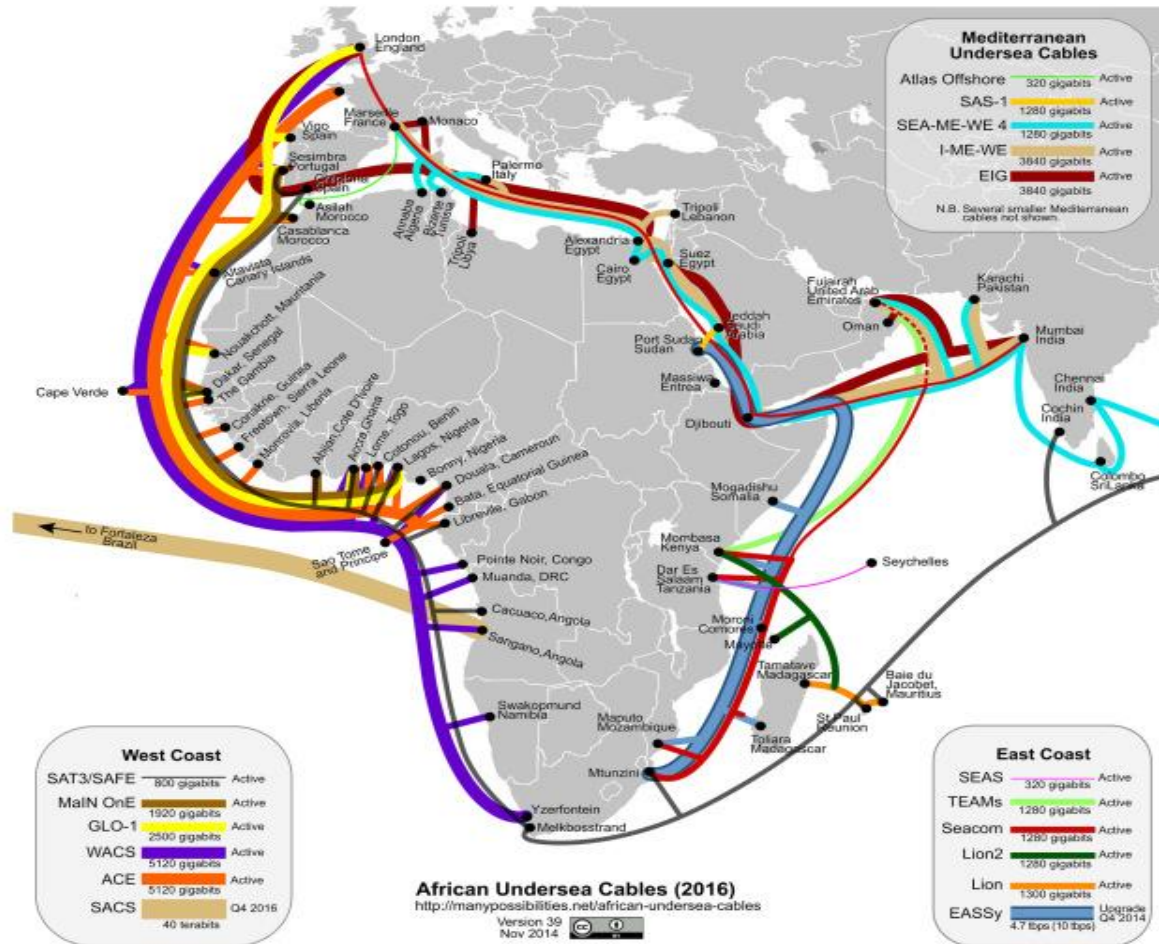 London
England
Marseille
France
Monaco
Vigo
Spain
Sesimbra
Portugal
Spain
Palermo
Italy
Asilah
Morocco
Casablanca
Morocco
Annaba
Algeria
Bizerte
Tunisia
Tripoli
Libya
Tripoli
Lebanon
Alexandria
Egypt
Cairo
Egypt
Suez
Egypt
Altavista
Canary Islands
Jeddah
Saudi
Arabia
Port Sudan
Sudan
Massiwa
Eritrea
Djibouti
Fujairah
United Arab
Emirates
Oman
Karachi
Pakistan
Mumbai
India
Chennai
India
Cochin
India
Colombo
SriLanka
Nouakchott, Mauritania
Dakar, Senegal
The Gambia
Cape Verde
Conakrie, Guinea
Freetown, Sierra Leone
Monrovia, Liberia
Abjian,Cote D'Ivoire
Accra,Ghana
Lome, Togo
Cotonou, Benin
Lagos, Nigeria
Bonny, Nigeria
Douala, Cameroun
Bata, Equatorial Guinea
Libreville, Gabon
Sao Tome
and Principe
to Fortaleza
Brazil
Pointe Noir, Congo
Muanda, DRC
Cacuaco,Angola
Sangano,Angola
Swakopmund
Namibia
Yzerfontein
Melkbosstrand
Mogadishu
Somalia
Mombasa
Kenya
Dar Es
Salaam
Tanzania
Seychelles
Moroni
Comores
Mayotte
Tamatave
Madagascar
Baie du
Jacobet,
Mauritius
St Paul
Reunion
Toliara
Madagascar
Maputo
Mozambique
Mtunzini
Mediterranean
Undersea Cables
Atlas Offshore 320 gigabits Active
SAS-1 1280 gigabits Active
SEA-ME-WE 4 1280 gigabits Active
I-ME-WE 3840 gigabits Active
EIG 3840 gigabits Active
N.B. Several smaller Mediterranean
cables not shown.
West Coast
SAT3/SAFE 800 gigabits Active
MaIN OnE 1920 gigabits Active
GLO-1 2500 gigabits Active
WACS 5120 gigabits Active
ACE 5120 gigabits Active
SACS 40 terabits Q4 2016
East Coast
SEAS 320 gigabits Active
TEAMs 1280 gigabits Active
Seacom 1280 gigabits Active
Lion2 1280 gigabits Active
Lion 1300 gigabits Active
EASSy 4.7 tbps (10 tbps) Upgrade Q4 2014
African Undersea Cables (2016)
http://manypossibilities.net/african-undersea-cables
Version 39
Nov 2014
cc
BY